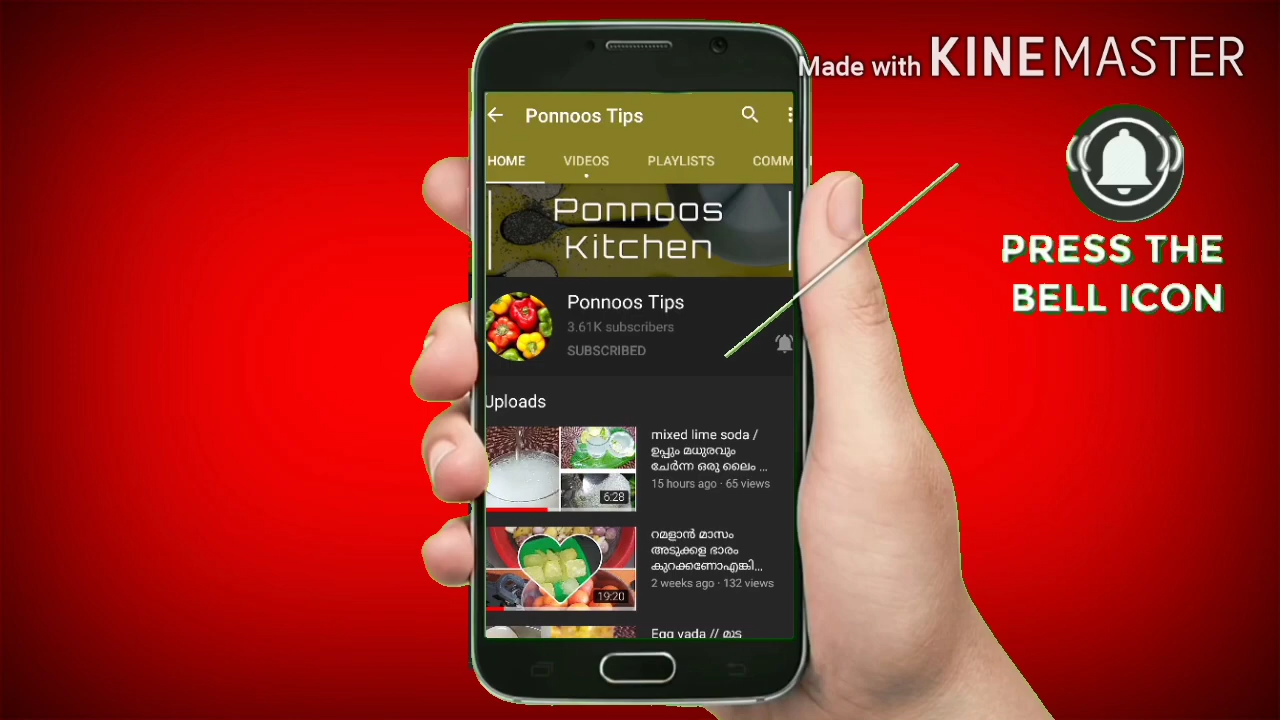 Made with KINEMASTER
Ponnoos Tips
HOME VIDEOS PLAYLISTS COMM
Ponnoos
Kitchen
PRESS THE
BELL ICON
Ponnoos Tips
3.61K subscribers
SUBSCRIBED
Uploads
mixed lime soda /
ഉപ്പും മധുരവും
ചേർന്ന ഒരു ലൈം ...
15 hours ago · 65 views
6:28
റമളാൻ മാസം
അടുക്കള ഭാരം
കുറക്കണോഎങ്കി...
2 weeks ago · 132 views
19:20
Egg vada // മുട്ട